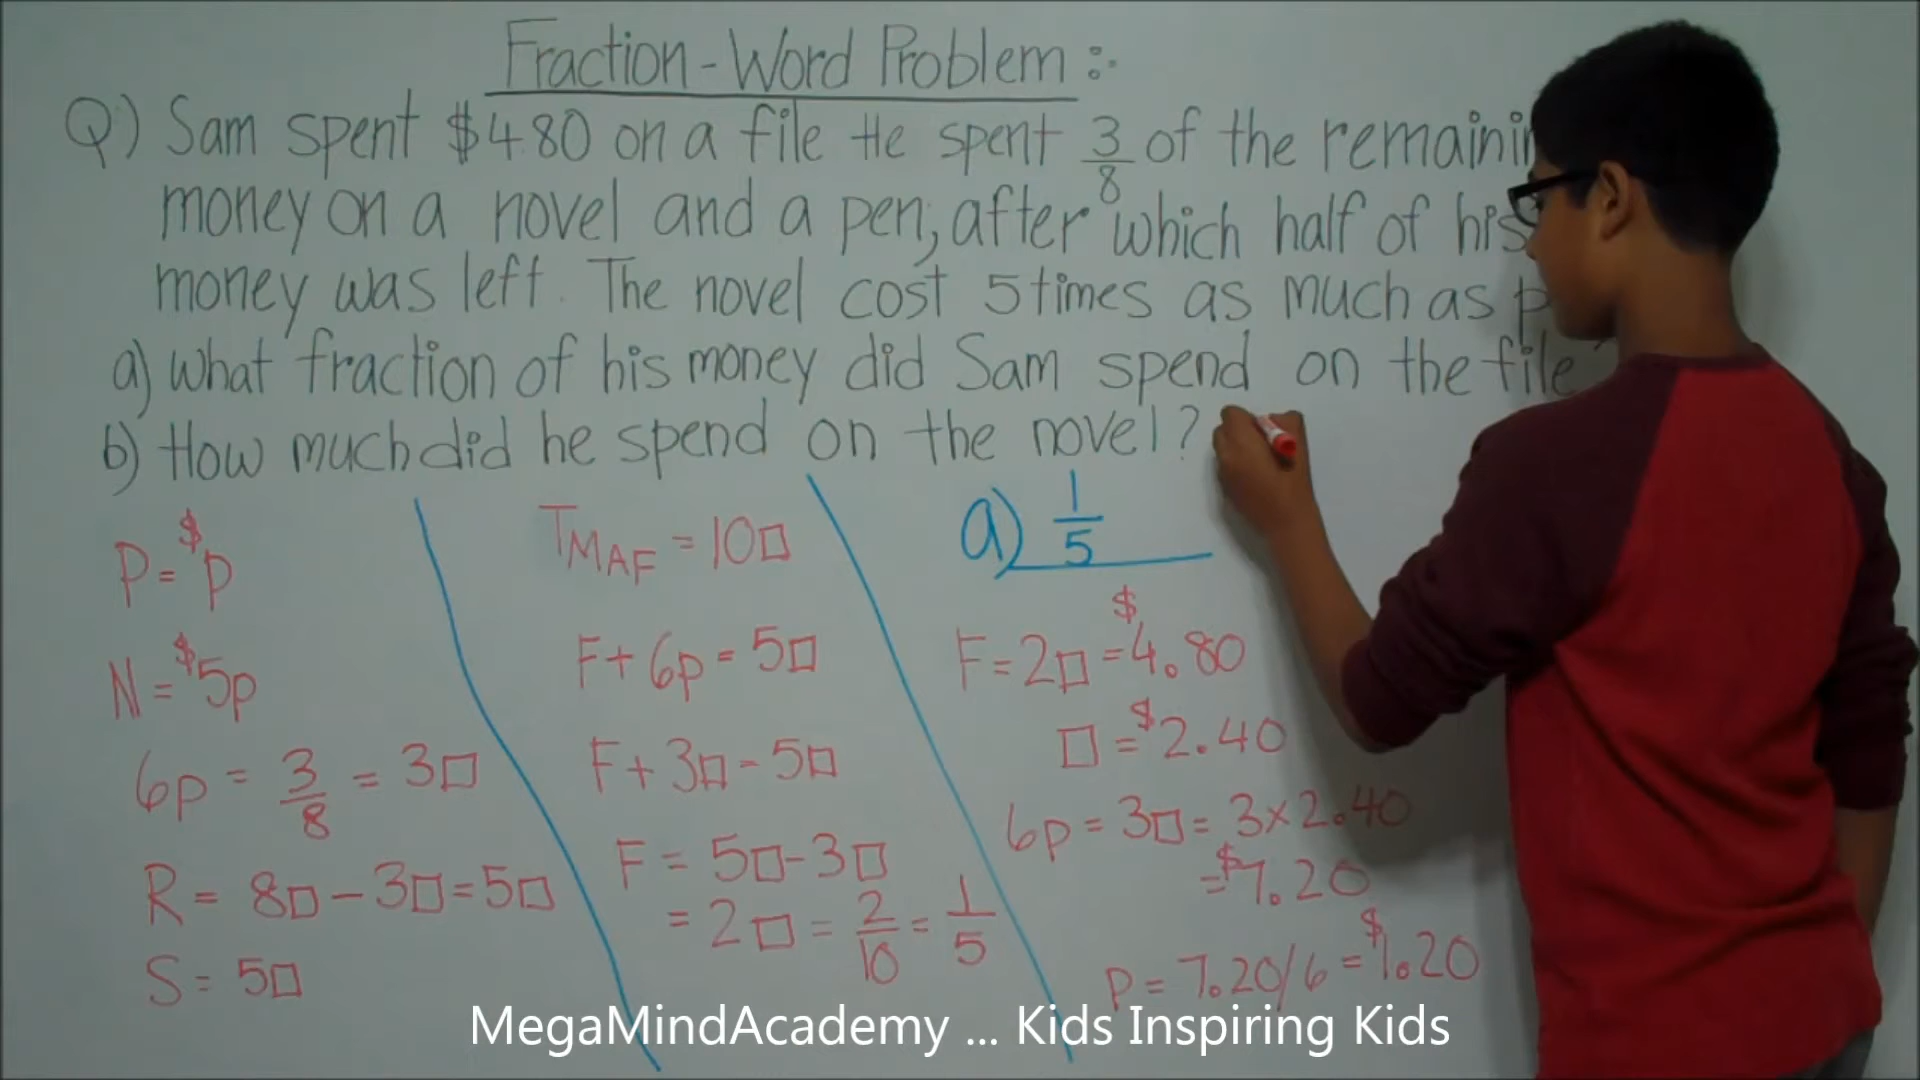 Fraction-Word Problem :-
Q) Sam spent $4.80 on a file He spent 3/8 of the
money on a novel and a pen, after which half of his
money was left. The novel cost 5 times as much as
a) What fraction of his money did Sam spend on the file
b) How much did he spend on the novel?
P = $p
N = $5p
6p = 3/8 = 3□
R = 8□ - 3□ = 5□
S = 5□
TMAF = 10□
F + 6p = 5□
F + 3□ = 5□
F = 5□ - 3□
= 2□ = 2/10 = 1/5
a) 1/5
F = 2□ = $4.80
□ = $2.40
6p = 3□ = 3 x 2.40
= $7.20
P = 7.20/6 = $1.20
MegaMindAcademy ... Kids Inspiring Kids